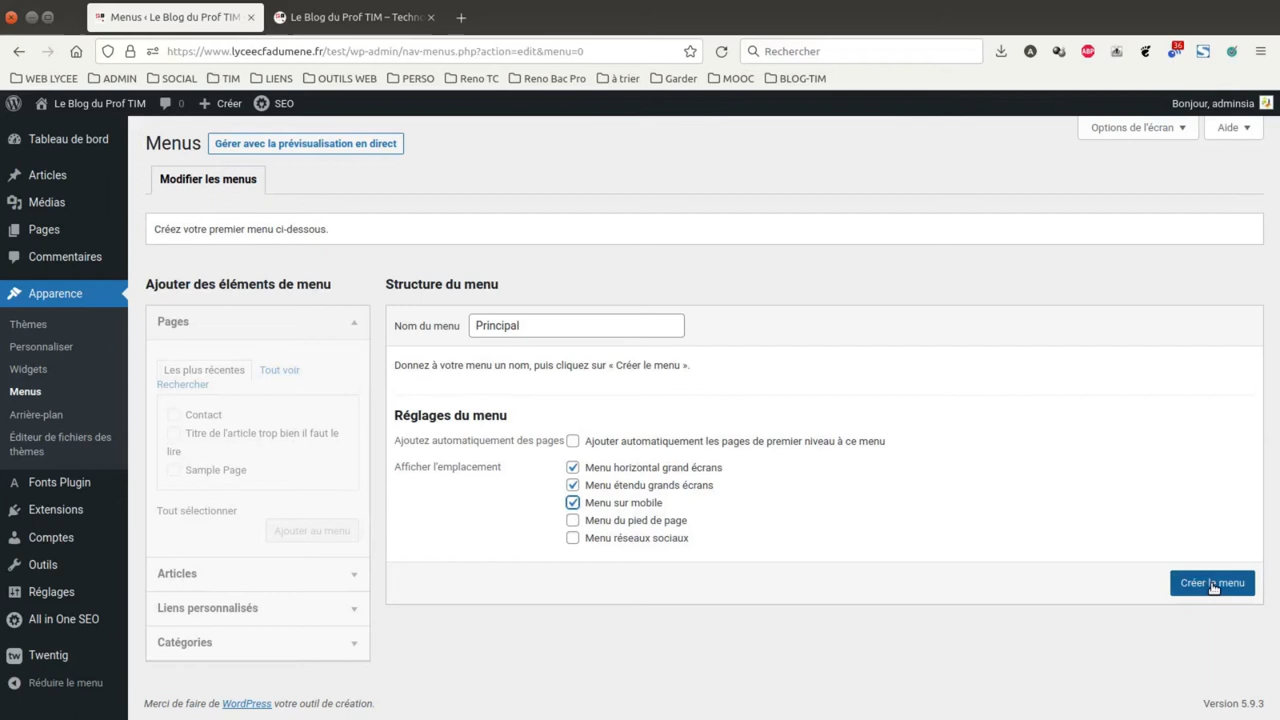 Menus ‹ Le Blog du Prof TIM
Le Blog du Prof TIM – Techno
https://www.lyceecfadumene.fr/test/wp-admin/nav-menus.php?action=edit&menu=0
Rechercher
36
WEB LYCEE ADMIN SOCIAL TIM LIENS OUTILS WEB PERSO Reno TC Reno Bac Pro à trier Garder MOOC BLOG-TIM
Le Blog du Prof TIM 0 Créer SEO
Bonjour, adminsia
Tableau de bord
Articles
Médias
Pages
Commentaires
Apparence
Thèmes
Personnaliser
Widgets
Menus
Arrière-plan
Éditeur de fichiers des
thèmes
Fonts Plugin
Extensions
Comptes
Outils
Réglages
All in One SEO
Twentig
Réduire le menu
Options de l’écran
Aide
Menus
Gérer avec la prévisualisation en direct
Modifier les menus
Créez votre premier menu ci-dessous.
Ajouter des éléments de menu
Pages
Les plus récentes
Tout voir
Rechercher
Contact
Titre de l’article trop bien il faut le
lire
Sample Page
Tout sélectionner
Ajouter au menu
Articles
Liens personnalisés
Catégories
Structure du menu
Nom du menu
Principal
Donnez à votre menu un nom, puis cliquez sur « Créer le menu ».
Réglages du menu
Ajoutez automatiquement des pages
Ajouter automatiquement les pages de premier niveau à ce menu
Afficher l’emplacement
Menu horizontal grand écrans
Menu étendu grands écrans
Menu sur mobile
Menu du pied de page
Menu réseaux sociaux
Créer le menu
Merci de faire de WordPress votre outil de création.
Version 5.9.3